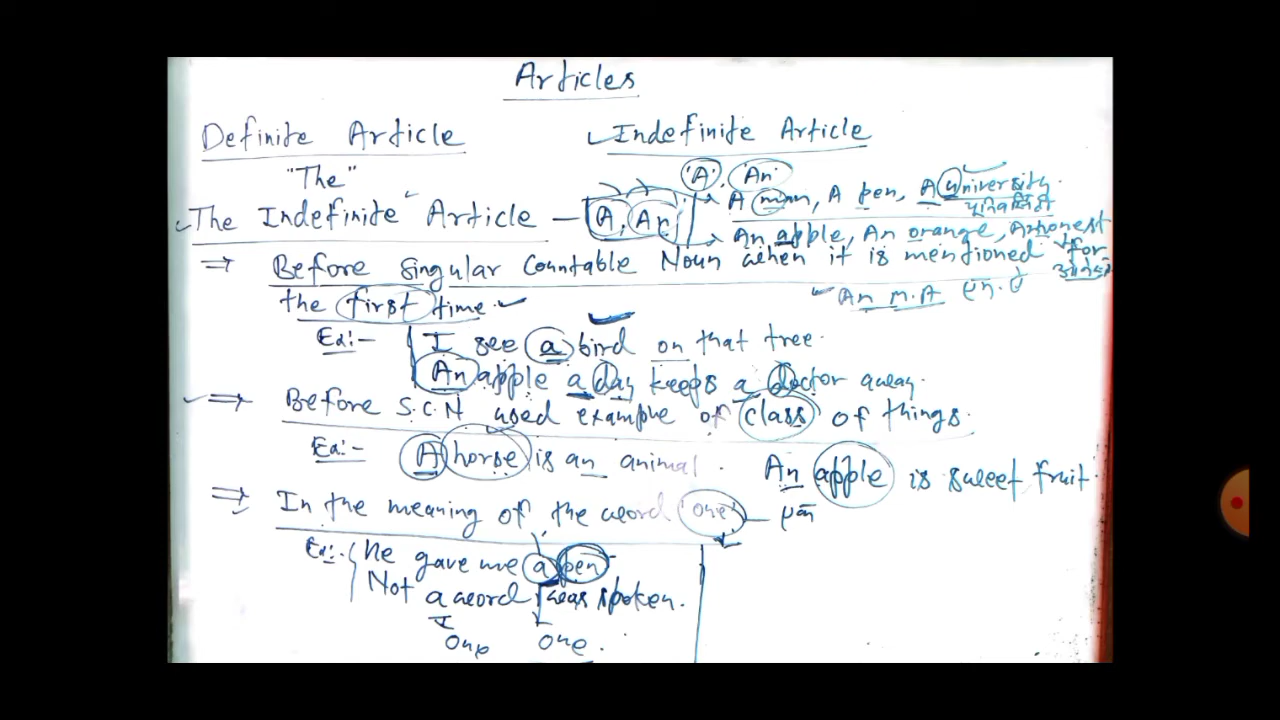 Articles
Definite Article
Indefinite Article
"The"
'A', 'An'
The Indefinite Article – A, An
A man, A pen, A University
यूनिवर्सिटी
An apple, An orange, An honest
⇒ Before singular Countable Noun when it is mentioned for
the first time.
An M.A एम. ए
Ex:- I see a bird on that tree.
An apple a day keeps a doctor away.
⇒ Before S.C.N used example of class of things.
Ex:- A horse is an animal. An apple is sweet fruit.
⇒ In the meaning of the word 'one' – एक
Ex:- He gave me a pen
Not a word was spoken.
One One.